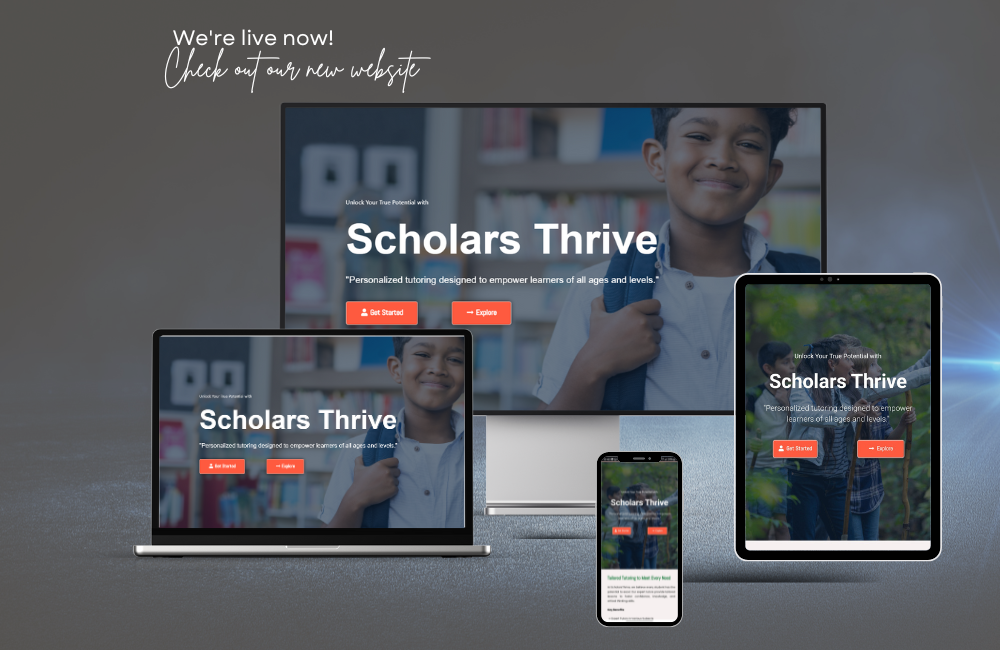 We're live now!
Check out our new website
Unlock Your True Potential with
Scholars Thrive
"Personalized tutoring designed to empower learners of all ages and levels."
Get Started
Explore
Unlock Your True Potential with
Scholars Thrive
"Personalized tutoring designed to empower learners of all ages and levels."
Get Started
Explore
Unlock Your True Potential with
Scholars Thrive
"Personalized tutoring designed to empower
learners of all ages and levels."
Get Started
Explore
Scholars Thrive
Tailored Tutoring to Meet Every Need